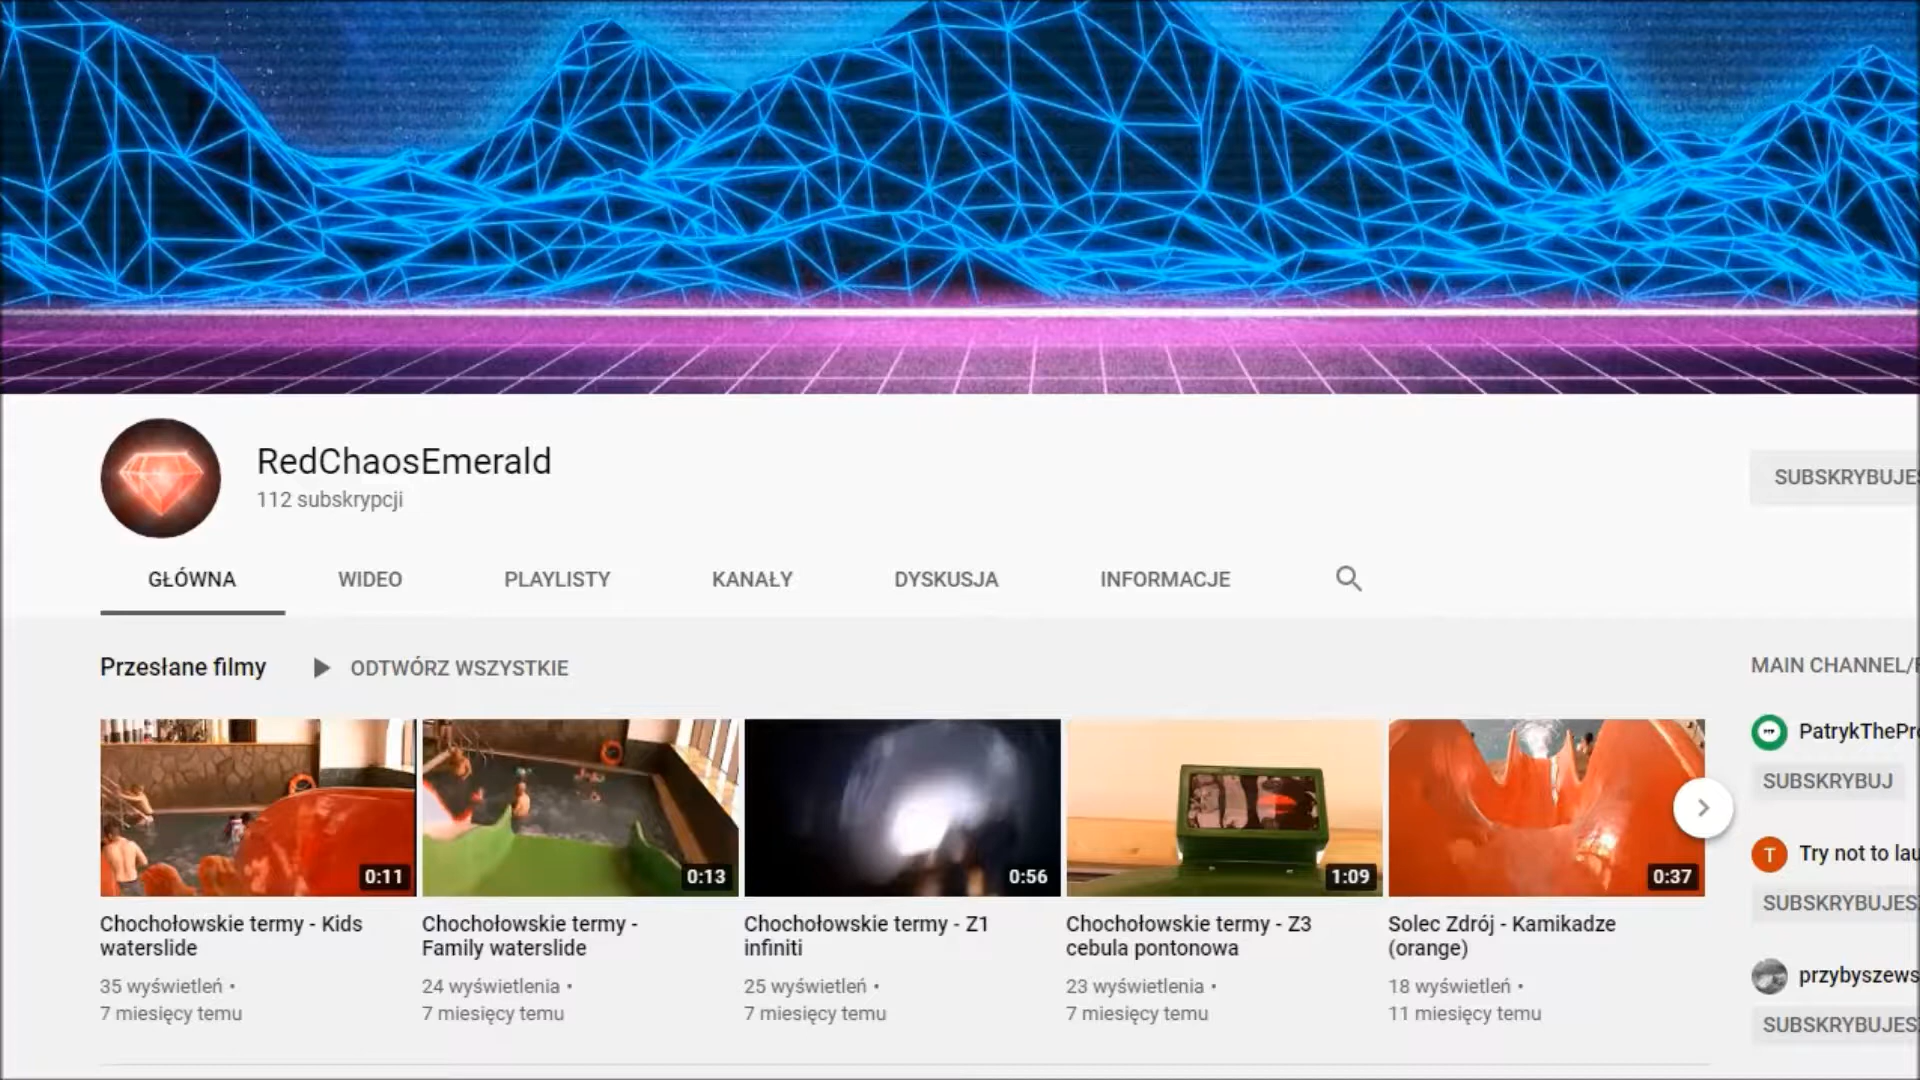 RedChaosEmerald
112 subskrypcji
SUBSKRYBUJES
GŁÓWNA WIDEO PLAYLISTY KANAŁY DYSKUSJA INFORMACJE
Przesłane filmy ODTWÓRZ WSZYSTKIE
MAIN CHANNEL/
0:11 0:13 0:56 1:09 0:37
Chochołowskie termy - Kids
waterslide
35 wyświetleń •
7 miesięcy temu
Chochołowskie termy -
Family waterslide
24 wyświetlenia •
7 miesięcy temu
Chochołowskie termy - Z1
infiniti
25 wyświetleń •
7 miesięcy temu
Chochołowskie termy - Z3
cebula pontonowa
23 wyświetlenia •
7 miesięcy temu
Solec Zdrój - Kamikadze
(orange)
18 wyświetleń •
11 miesięcy temu
PatrykThePro
SUBSKRYBUJ
T
Try not to lau
SUBSKRYBUJES
przybyszews
SUBSKRYBUJES